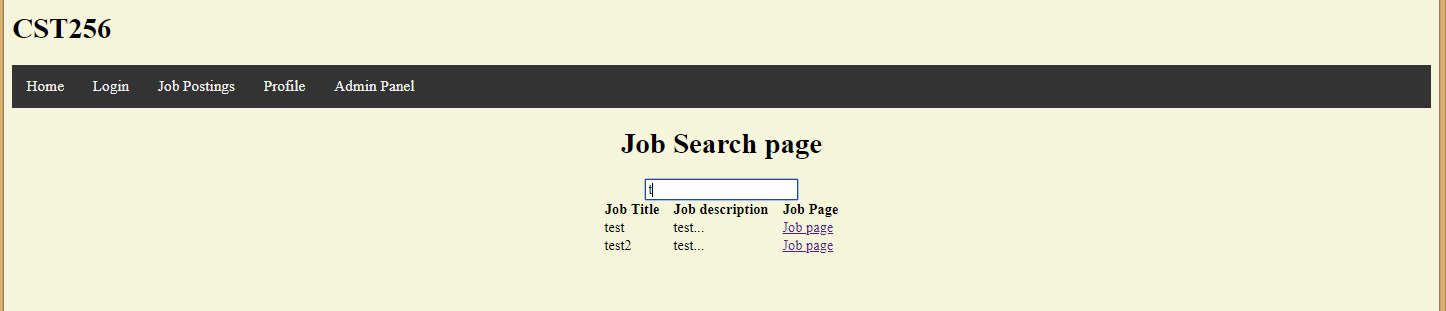 CST256
Home Login Job Postings Profile Admin Panel
Job Search page
t
Job Title Job description Job Page
test test... Job page
test2 test... Job page